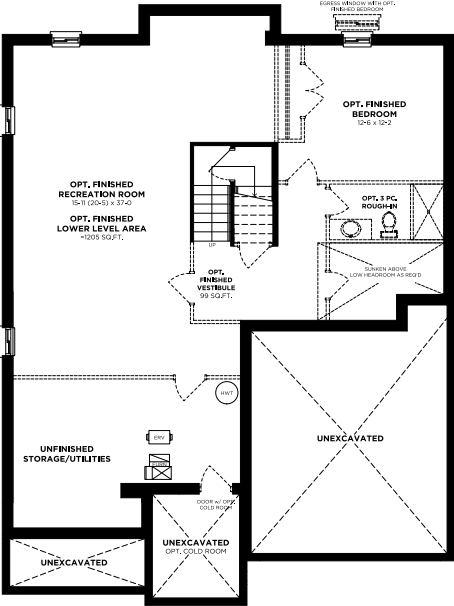 EGRESS WINDOW WITH OPT.
FINISHED BEDROOM
OPT. FINISHED
BEDROOM
12-6 x 12-2
OPT. FINISHED
RECREATION ROOM
15-11 (20-5) x 37-0
OPT. FINISHED
LOWER LEVEL AREA
≈1205 SQ.FT.
OPT. 3 PC.
ROUGH-IN
UP
OPT.
FINISHED
VESTIBULE
99 SQ.FT.
SUNKEN ABOVE
LOW HEADROOM AS REQ'D
HWT
ERV
FURN
UNFINISHED
STORAGE/UTILITIES
UNEXCAVATED
DOOR w/ OPT.
COLD ROOM
UNEXCAVATED
OPT. COLD ROOM
UNEXCAVATED